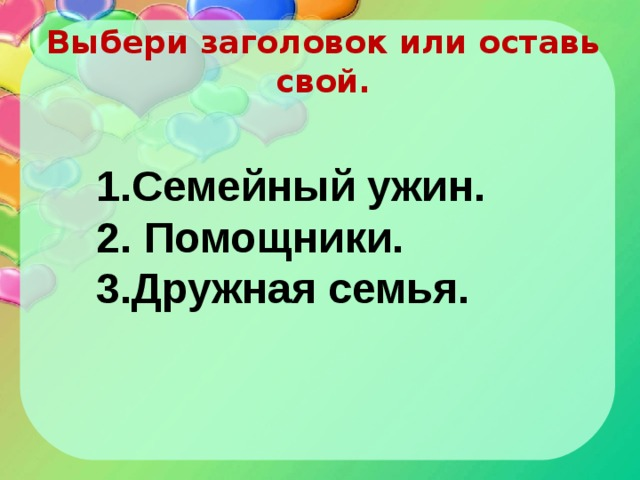 Выбери заголовок или оставь
свой.
1.Семейный ужин.
2. Помощники.
3.Дружная семья.